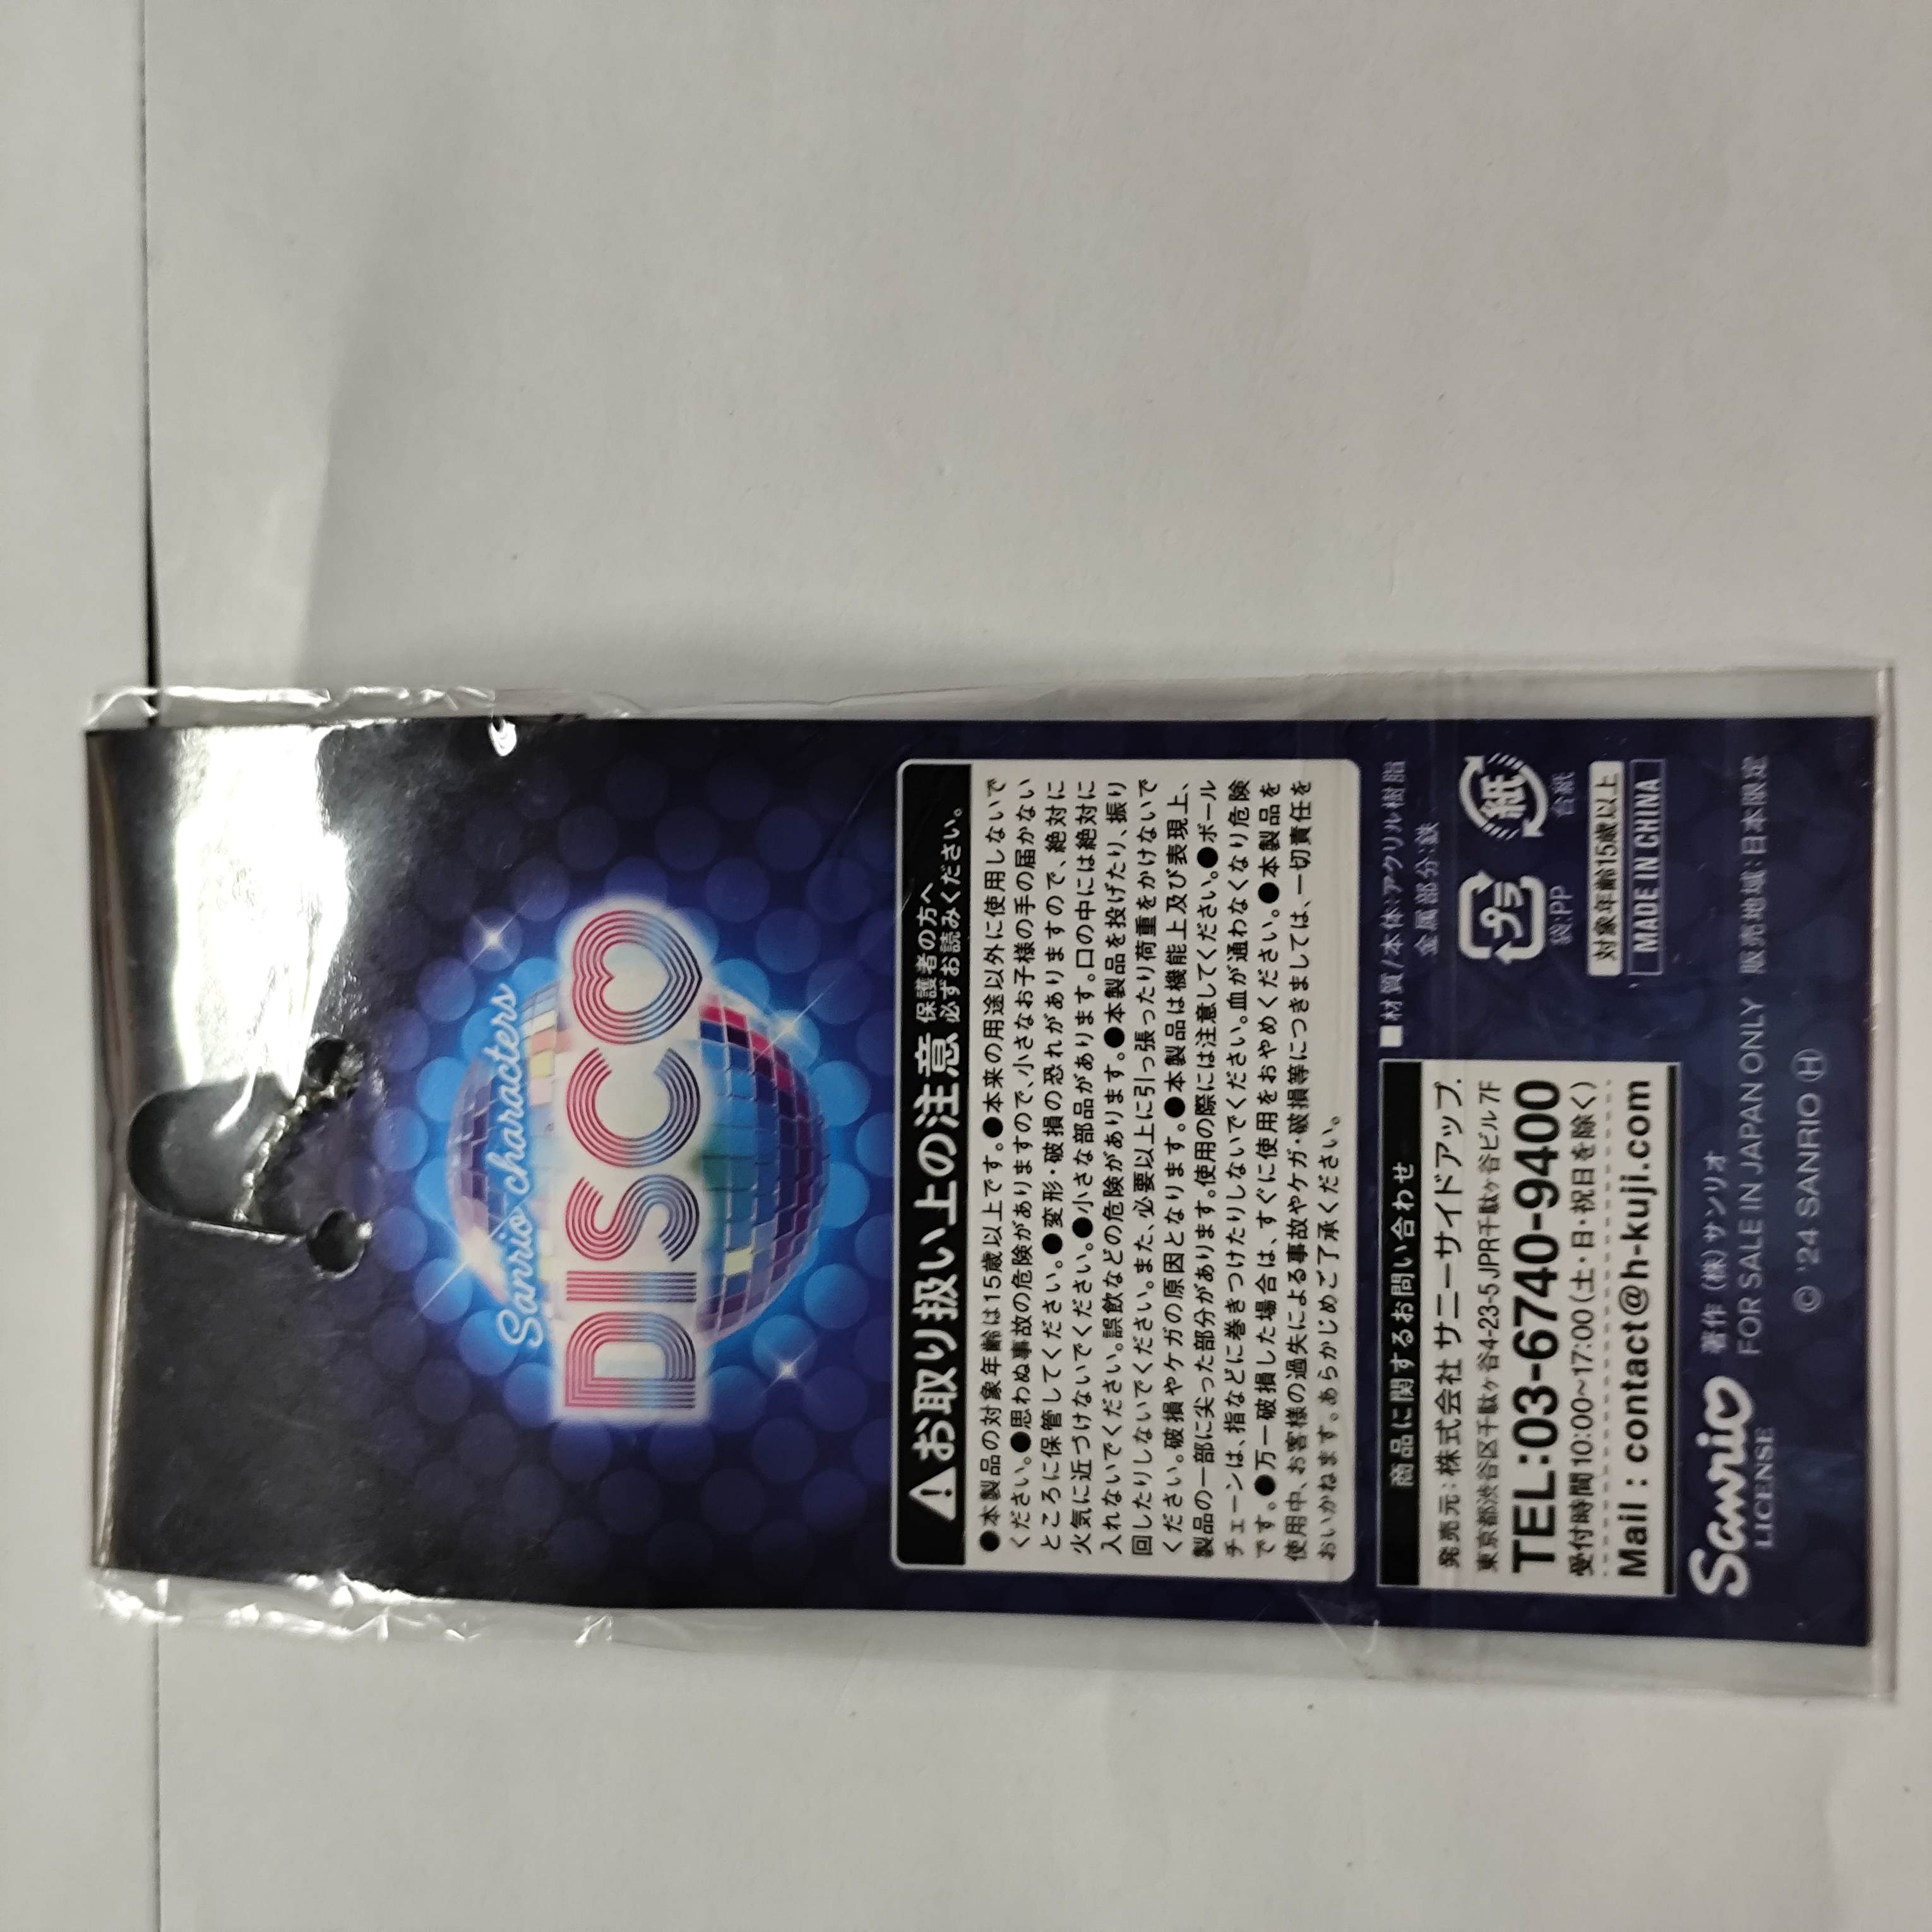 Sanrio characters
DISCO
お取り扱い上の注意 保護者の方へ
必ずお読みください。
●本製品の対象年齢は15歳以上です。●本来の用途以外に使用しないで
ください。●思わぬ事故の危険がありますので、小さなお子様の手の届かない
ところに保管してください。●変形・破損の恐れがありますので、絶対に
火気に近づけないでください。●小さな部品があります。口の中には絶対に
入れないでください。誤飲などの危険があります。●本製品を投げたり、振り
回したりしないでください。また、必要以上に引っ張ったり荷重をかけないで
ください。破損やケガの原因となります。●本製品は機能上及び表現上、
製品の一部に尖った部分があります。使用の際には注意してください。●ボール
チェーンは、指などに巻きつけたりしないでください。血が通わなくなり危険
です。●万一破損した場合は、すぐに使用をおやめください。●本製品を
使用中、お客様の過失による事故やケガ・破損等につきましては、一切責任を
おいかねます。あらかじめご了承ください。
商品に関するお問い合わせ
発売元:株式会社 サニーサイドアップ.
東京都渋谷区千駄ヶ谷4-23-5 JPR千駄ヶ谷ビル 7F
TEL:03-6740-9400
受付時間 10:00~17:00 (土・日・祝日を除く)
Mail : contact@h-kuji.com
■材質/本体:アクリル樹脂
金属部分:鉄
プラ 紙
袋:PP 台紙
対象年齢15歳以上
MADE IN CHINA
Sanrio
LICENSE
著作 (株)サンリオ
FOR SALE IN JAPAN ONLY 販売地域:日本限定
© '24 SANRIO Ⓗ